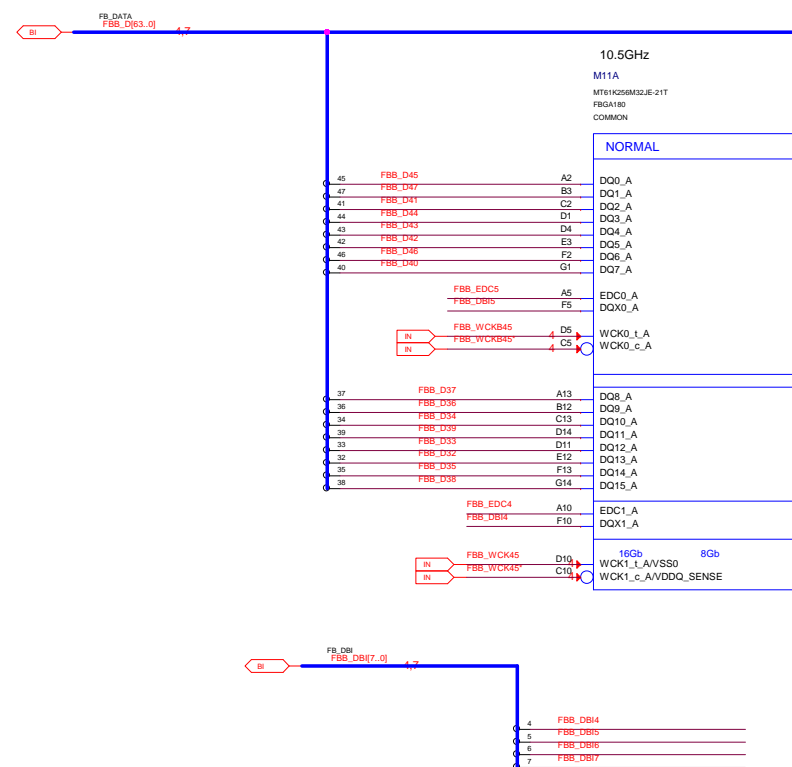 FB_DATA
BI FBB_D[63..0] 4,7
10.5GHz
M11A
MT61K256M32JE-21T
FBGA180
COMMON
NORMAL
45 FBB_D45 A2 DQ0_A
47 FBB_D47 B3 DQ1_A
41 FBB_D41 C2 DQ2_A
44 FBB_D44 D1 DQ3_A
43 FBB_D43 D4 DQ4_A
42 FBB_D42 E3 DQ5_A
46 FBB_D46 F2 DQ6_A
40 FBB_D40 G1 DQ7_A
FBB_EDC5 A5 EDC0_A
FBB_DBI5 F5 DQX0_A
IN FBB_WCKB45 4 D5 WCK0_t_A
IN FBB_WCKB45* 4 C5 WCK0_c_A
37 FBB_D37 A13 DQ8_A
36 FBB_D36 B12 DQ9_A
34 FBB_D34 C13 DQ10_A
39 FBB_D39 D14 DQ11_A
33 FBB_D33 D11 DQ12_A
32 FBB_D32 E12 DQ13_A
35 FBB_D35 F13 DQ14_A
38 FBB_D38 G14 DQ15_A
FBB_EDC4 A10 EDC1_A
FBB_DBI4 F10 DQX1_A
16Gb 8Gb
IN FBB_WCK45 D10 4 WCK1_t_A/VSS0
IN FBB_WCK45* C10 4 WCK1_c_A/VDDQ_SENSE
FB_DBI
BI FBB_DBI[7..0] 4,7
4 FBB_DBI4
5 FBB_DBI5
6 FBB_DBI6
7 FBB_DBI7